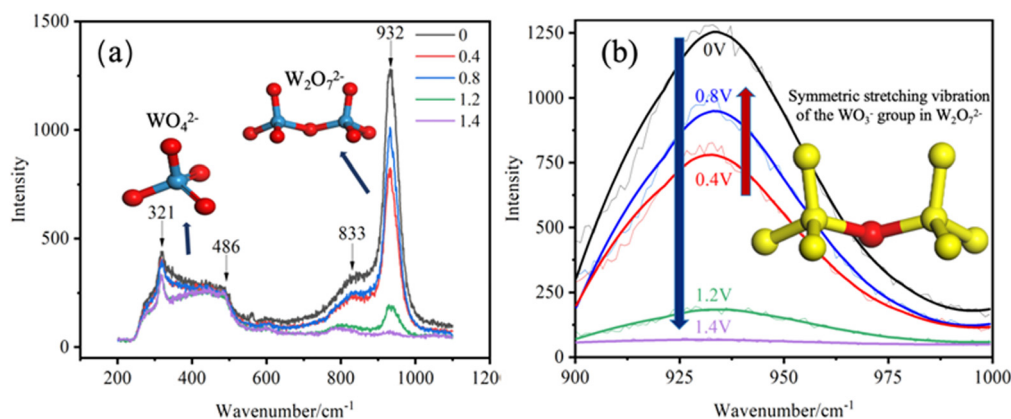 (a)
932
0
0.4
0.8
1.2
1.4
W₂O₇²⁻
WO₄²⁻
321
486
833
1500
1000
500
0
Intensity
200 400 600 800 1000 120
Wavenumber/cm⁻¹
(b)
0V
0.8V
0.4V
1.2V
1.4V
Symmetric stretching vibration
of the WO₃⁻ group in W₂O₇²⁻
1250
1000
750
500
250
0
Intensity
900 925 950 975 1000
Wavenumber/cm⁻¹